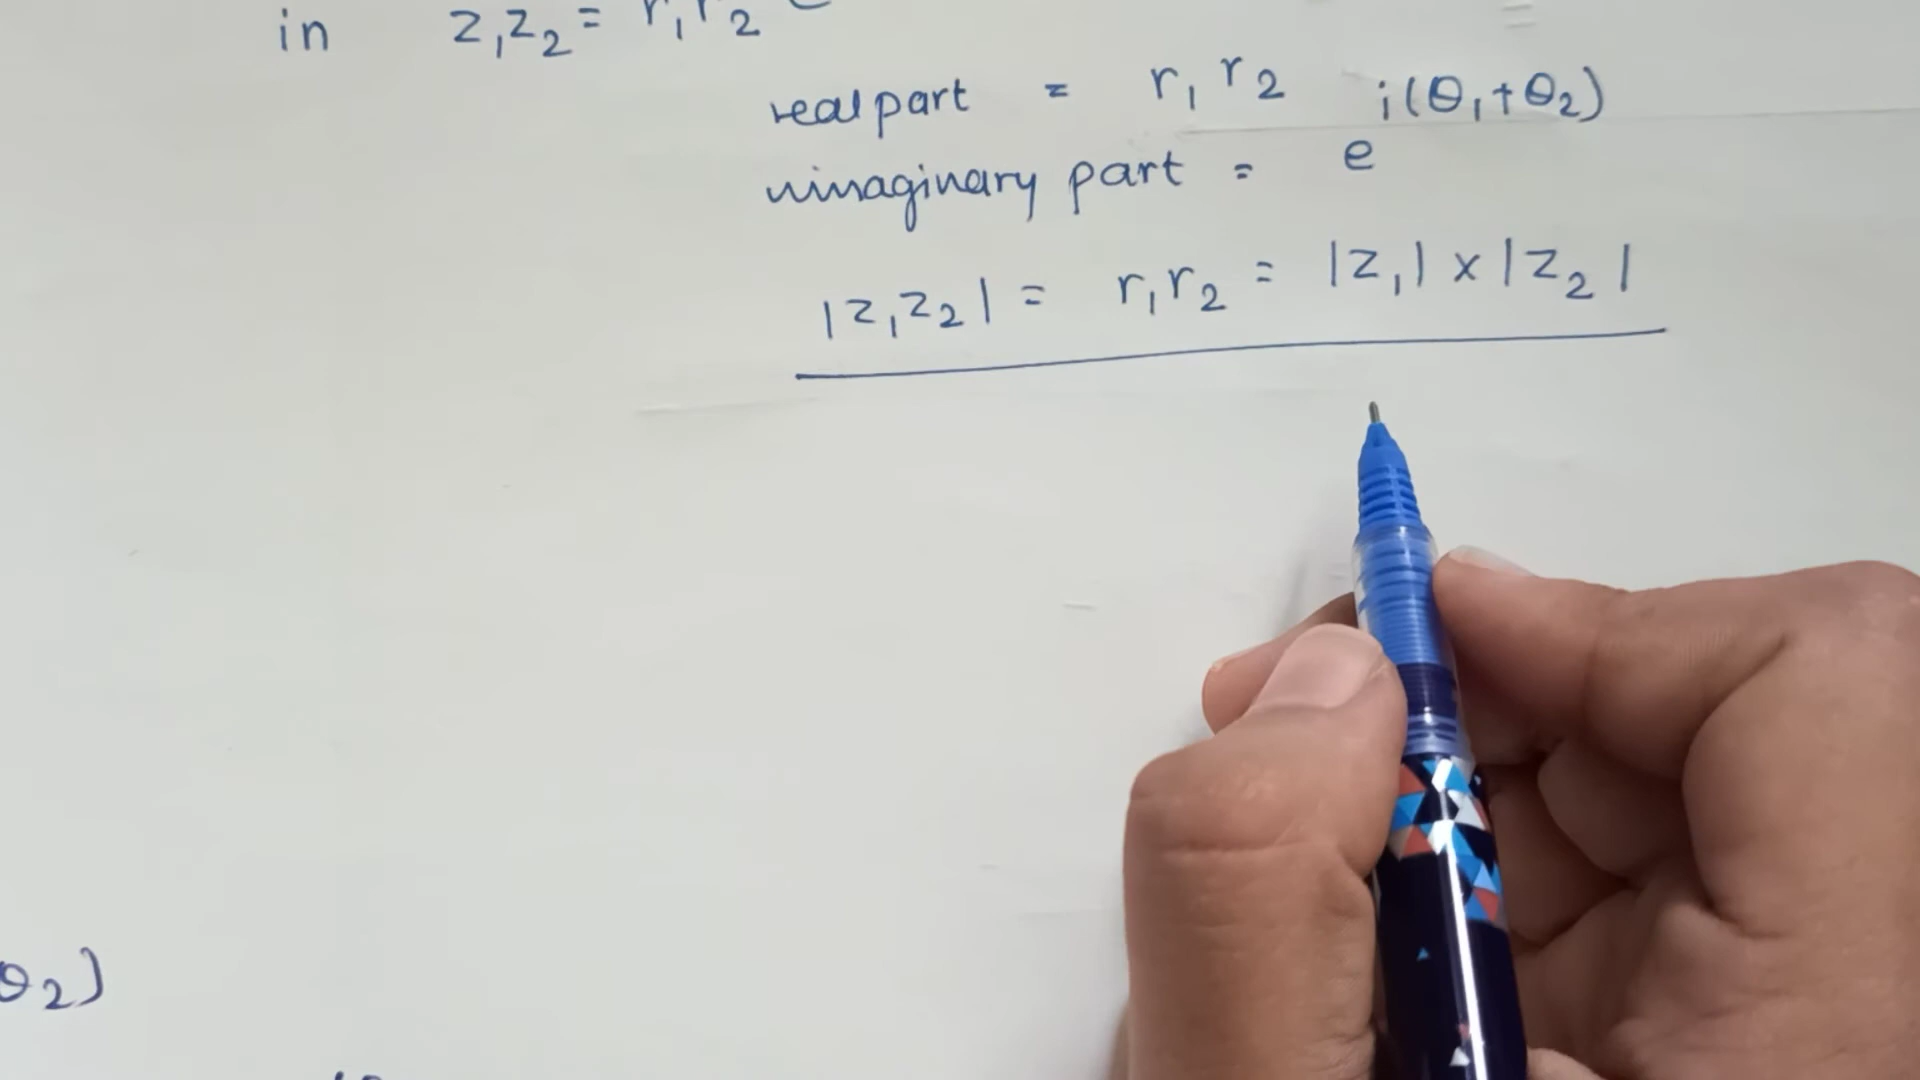 in z₁z₂ = r₁r₂
real part = r₁r₂
imaginary part = e^i(θ₁+θ₂)
|z₁z₂| = r₁r₂ = |z₁| x |z₂|
θ₂)